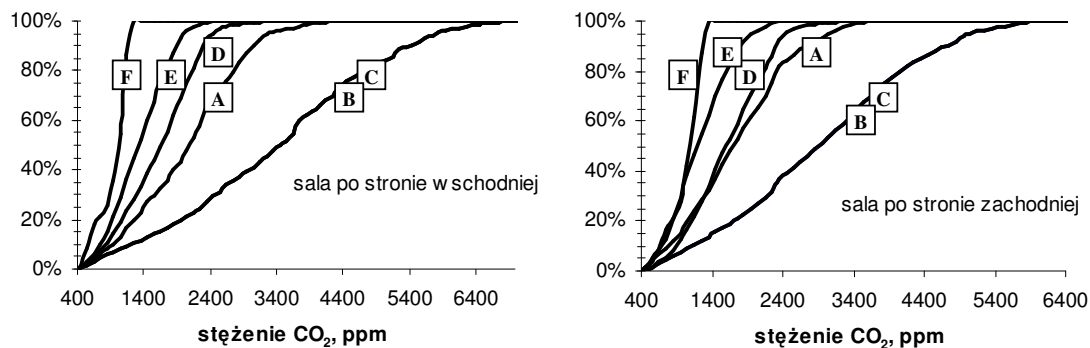 100%
80%
60%
40%
20%
0%
F
E
D
A
C
B
sala po stronie w schodniej
400 1400 2400 3400 4400 5400 6400
stężenie CO₂, ppm
100%
80%
60%
40%
20%
0%
F
E
D
A
C
B
sala po stronie zachodniej
400 1400 2400 3400 4400 5400 6400
stężenie CO₂, ppm